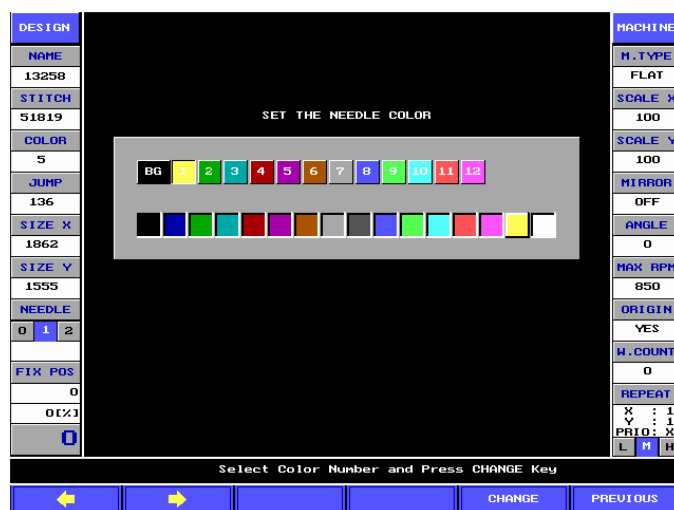 DESIGN
NAME
13258
STITCH
51819
COLOR
5
JUMP
136
SIZE X
1862
SIZE Y
1555
NEEDLE
0 1 2
FIX POS
0
0[%]
0
SET THE NEEDLE COLOR
BG 1 2 3 4 5 6 7 8 9 10 11 12
MACHINE
M.TYPE
FLAT
SCALE X
100
SCALE Y
100
MIRROR
OFF
ANGLE
0
MAX RPM
850
ORIGIN
YES
W.COUNT
0
REPEAT
X : 1
Y : 1
PRIO: X
L M H
Select Color Number and Press CHANGE Key
CHANGE PREVIOUS